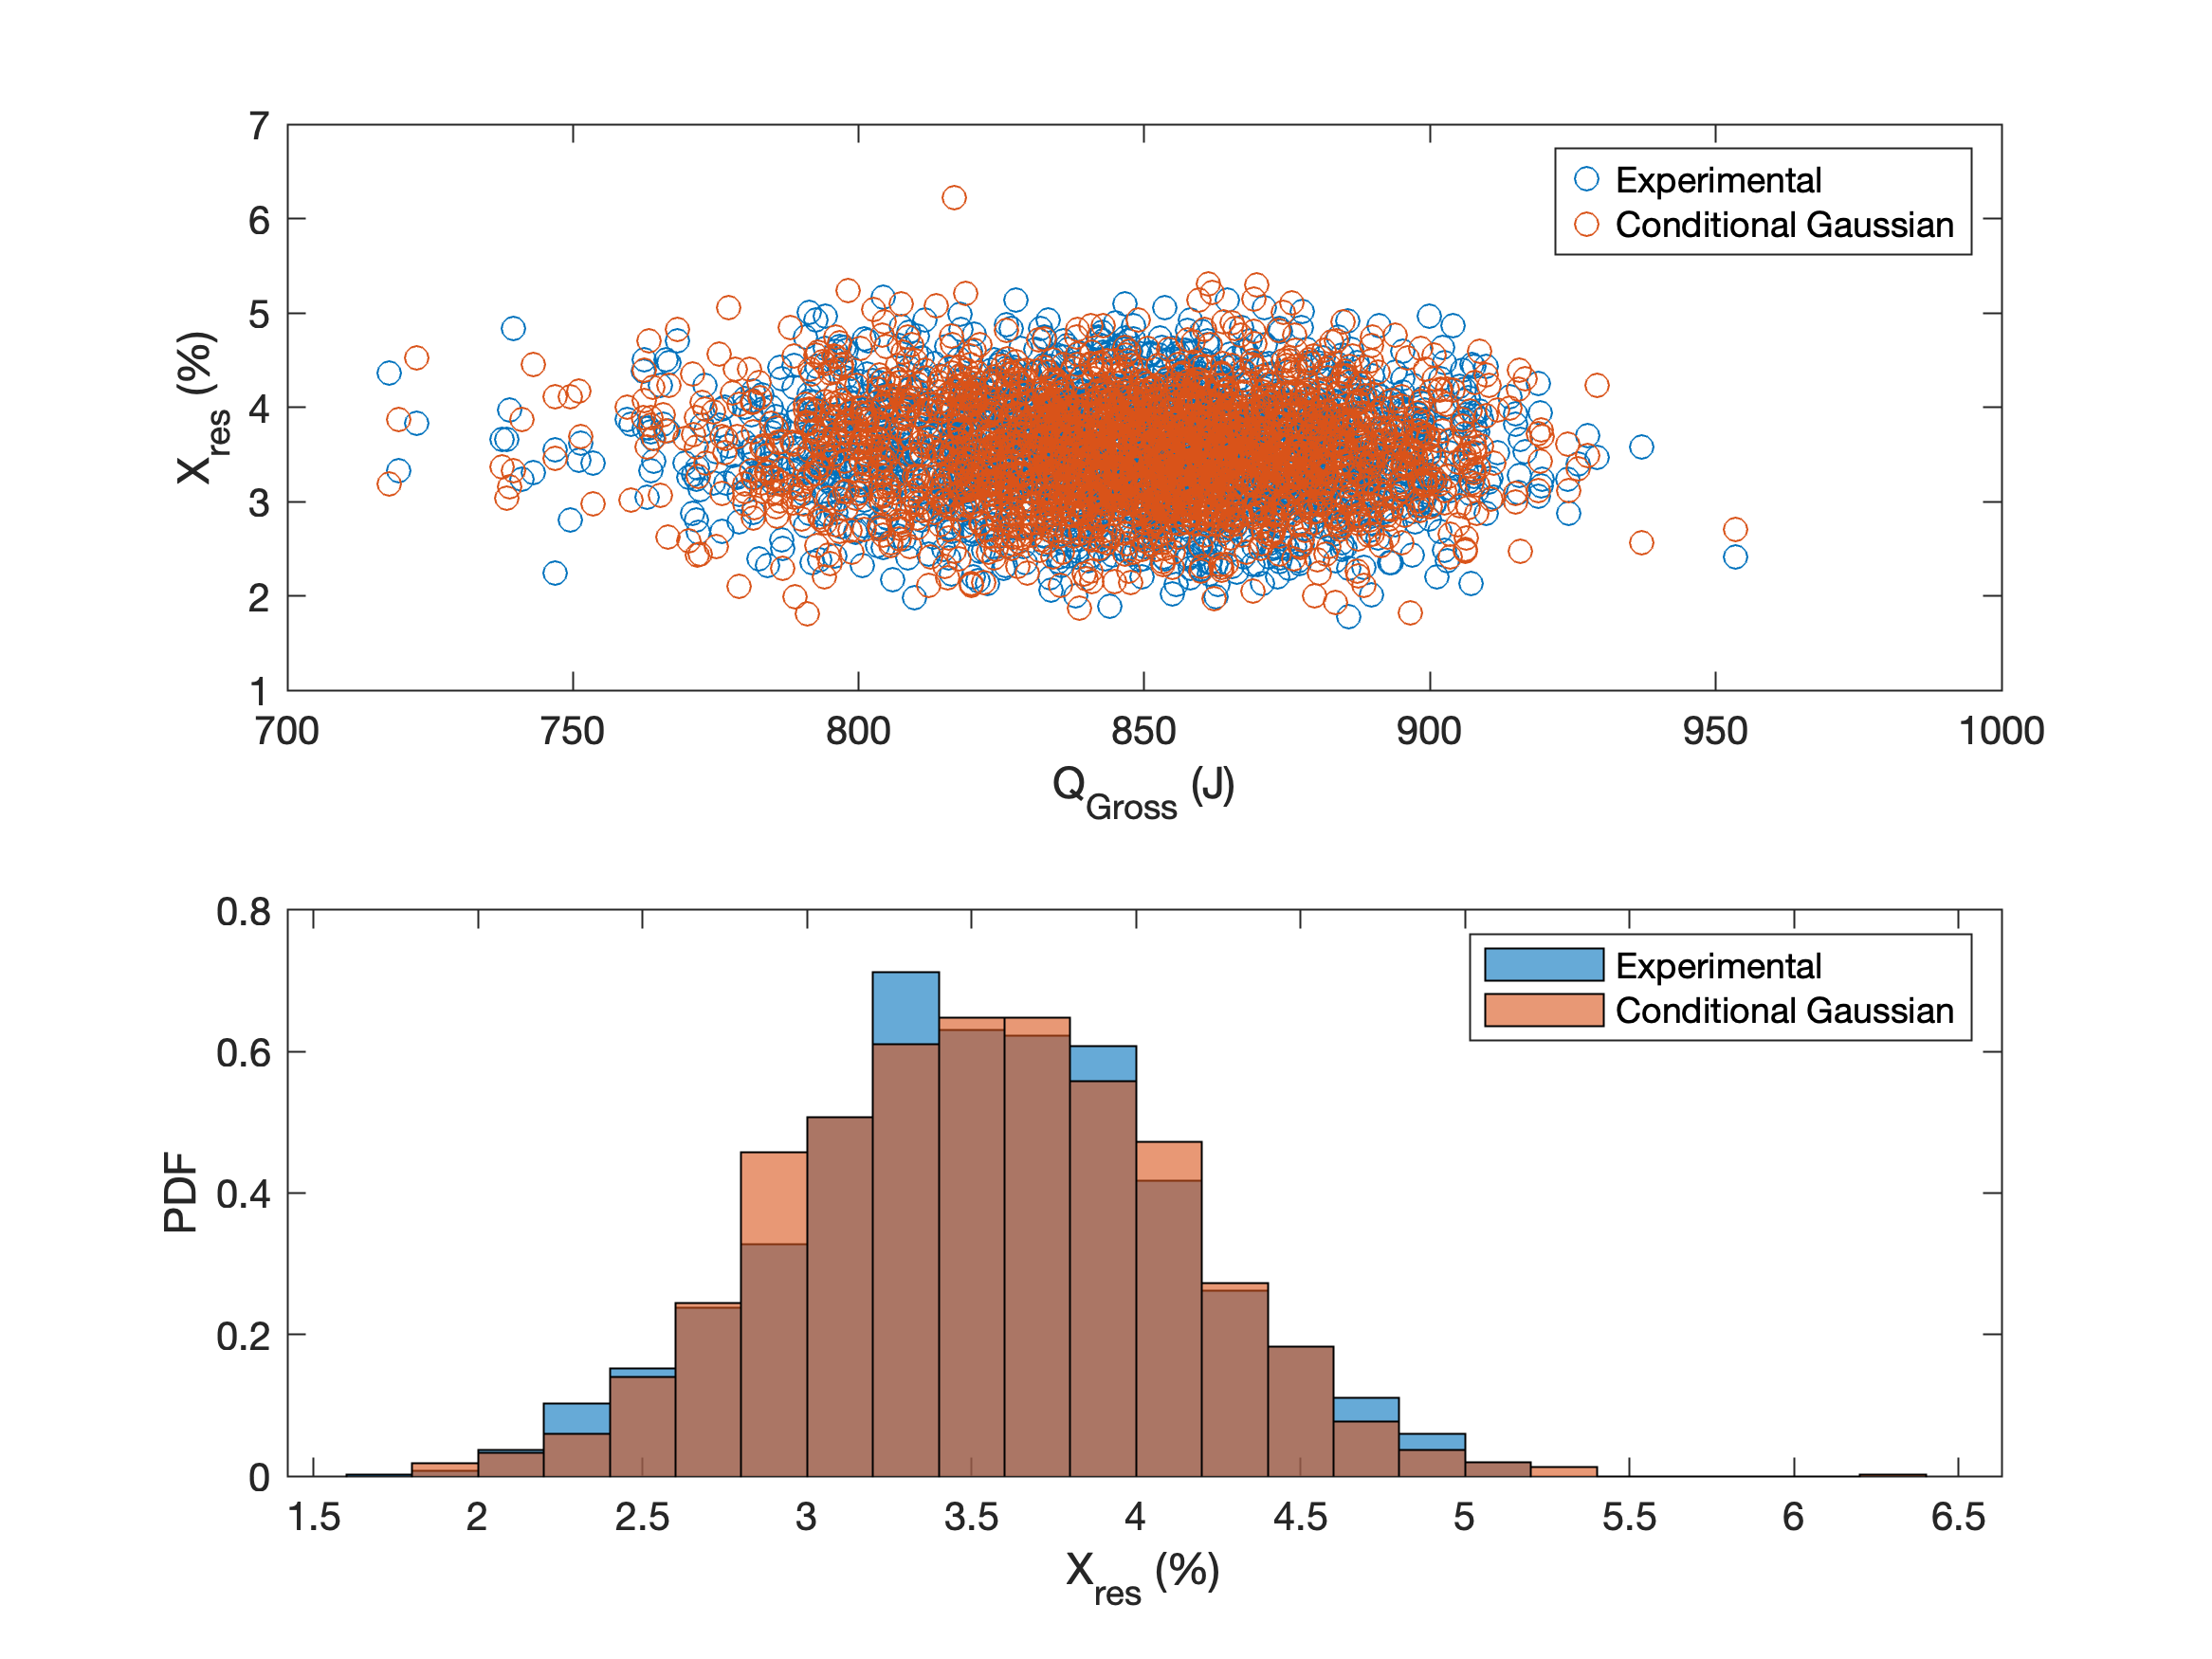 7
6
5
4
3
2
1
X_res (%)
Experimental
Conditional Gaussian
700 750 800 850 900 950 1000
Q_Gross (J)
0.8
0.6
0.4
0.2
0
PDF
Experimental
Conditional Gaussian
1.5 2 2.5 3 3.5 4 4.5 5 5.5 6 6.5
X_res (%)